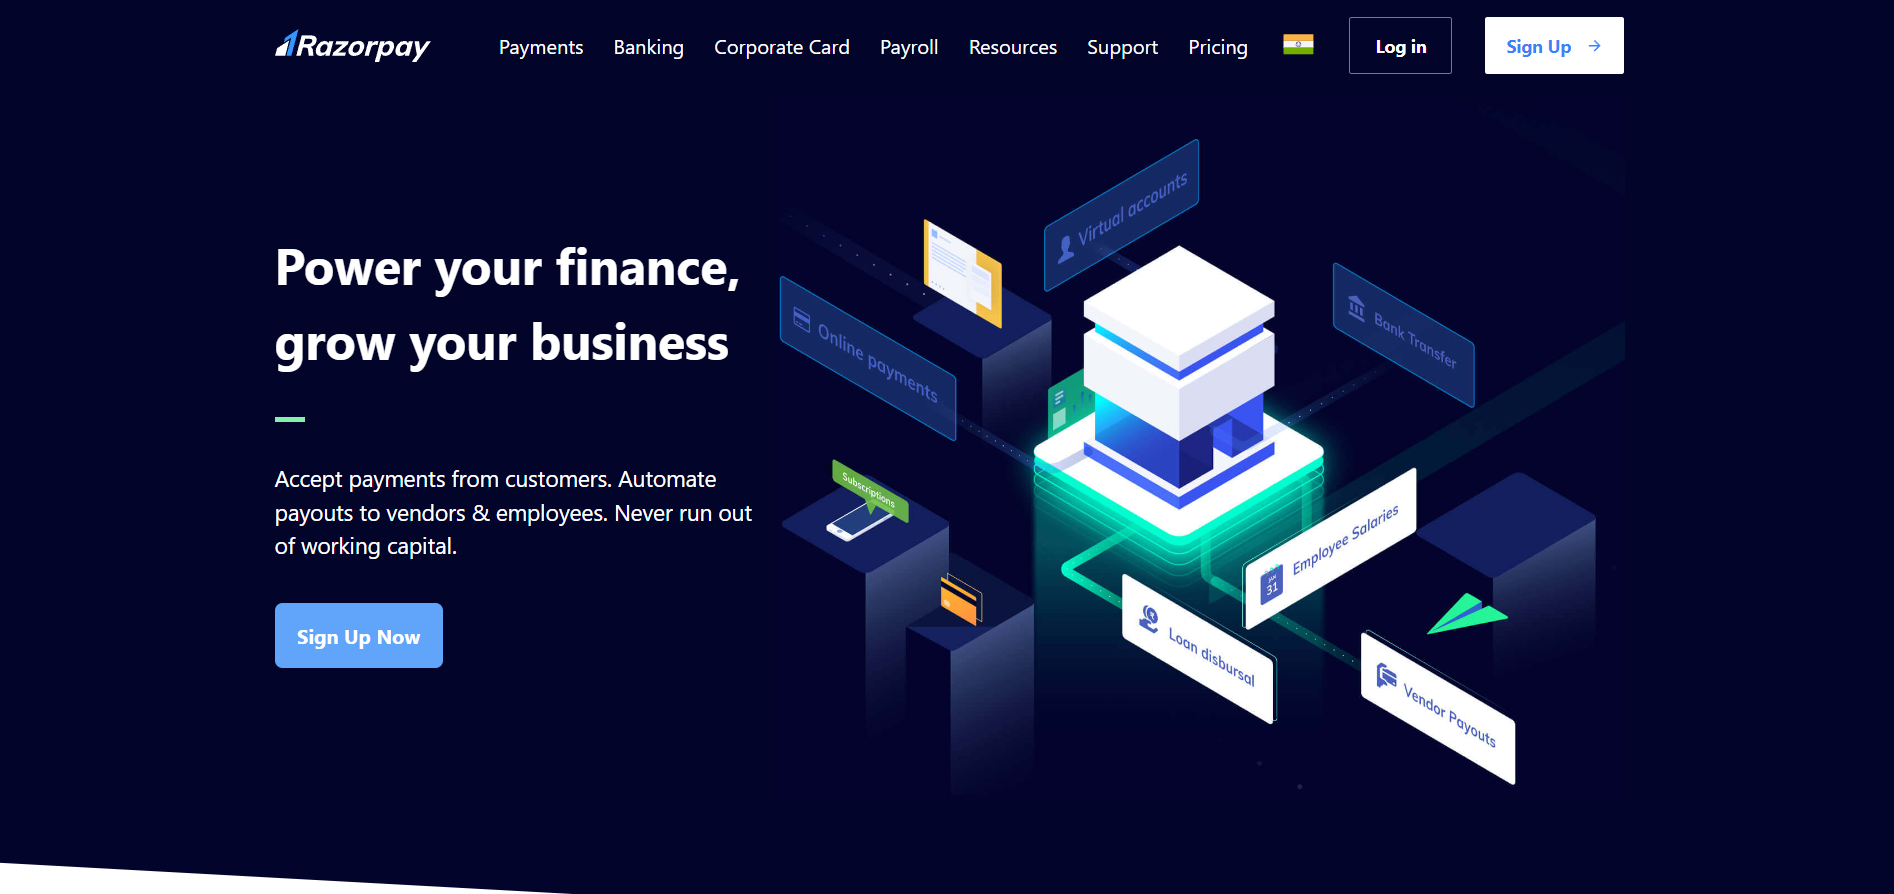 Razorpay
Payments
Banking
Corporate Card
Payroll
Resources
Support
Pricing
Log in
Sign Up →
Power your finance,
grow your business
Accept payments from customers. Automate
payouts to vendors & employees. Never run out
of working capital.
Sign Up Now
Virtual accounts
Online payments
Bank Transfer
Subscriptions
Employee Salaries
JAN
31
Loan disbursal
Vendor Payouts